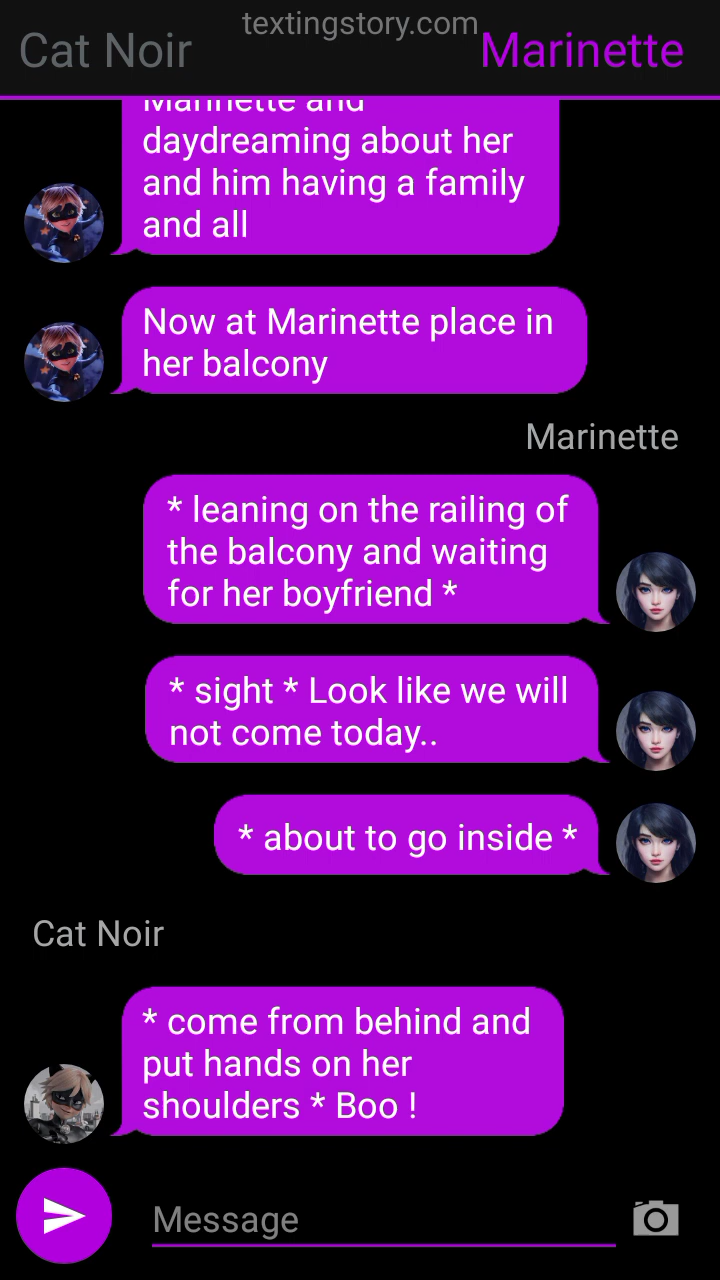 textingstory.com
Cat Noir
Marinette
Marinette and
daydreaming about her
and him having a family
and all
Now at Marinette place in
her balcony
Marinette
* leaning on the railing of
the balcony and waiting
for her boyfriend *
* sight * Look like we will
not come today..
* about to go inside *
Cat Noir
* come from behind and
put hands on her
shoulders * Boo !
Message